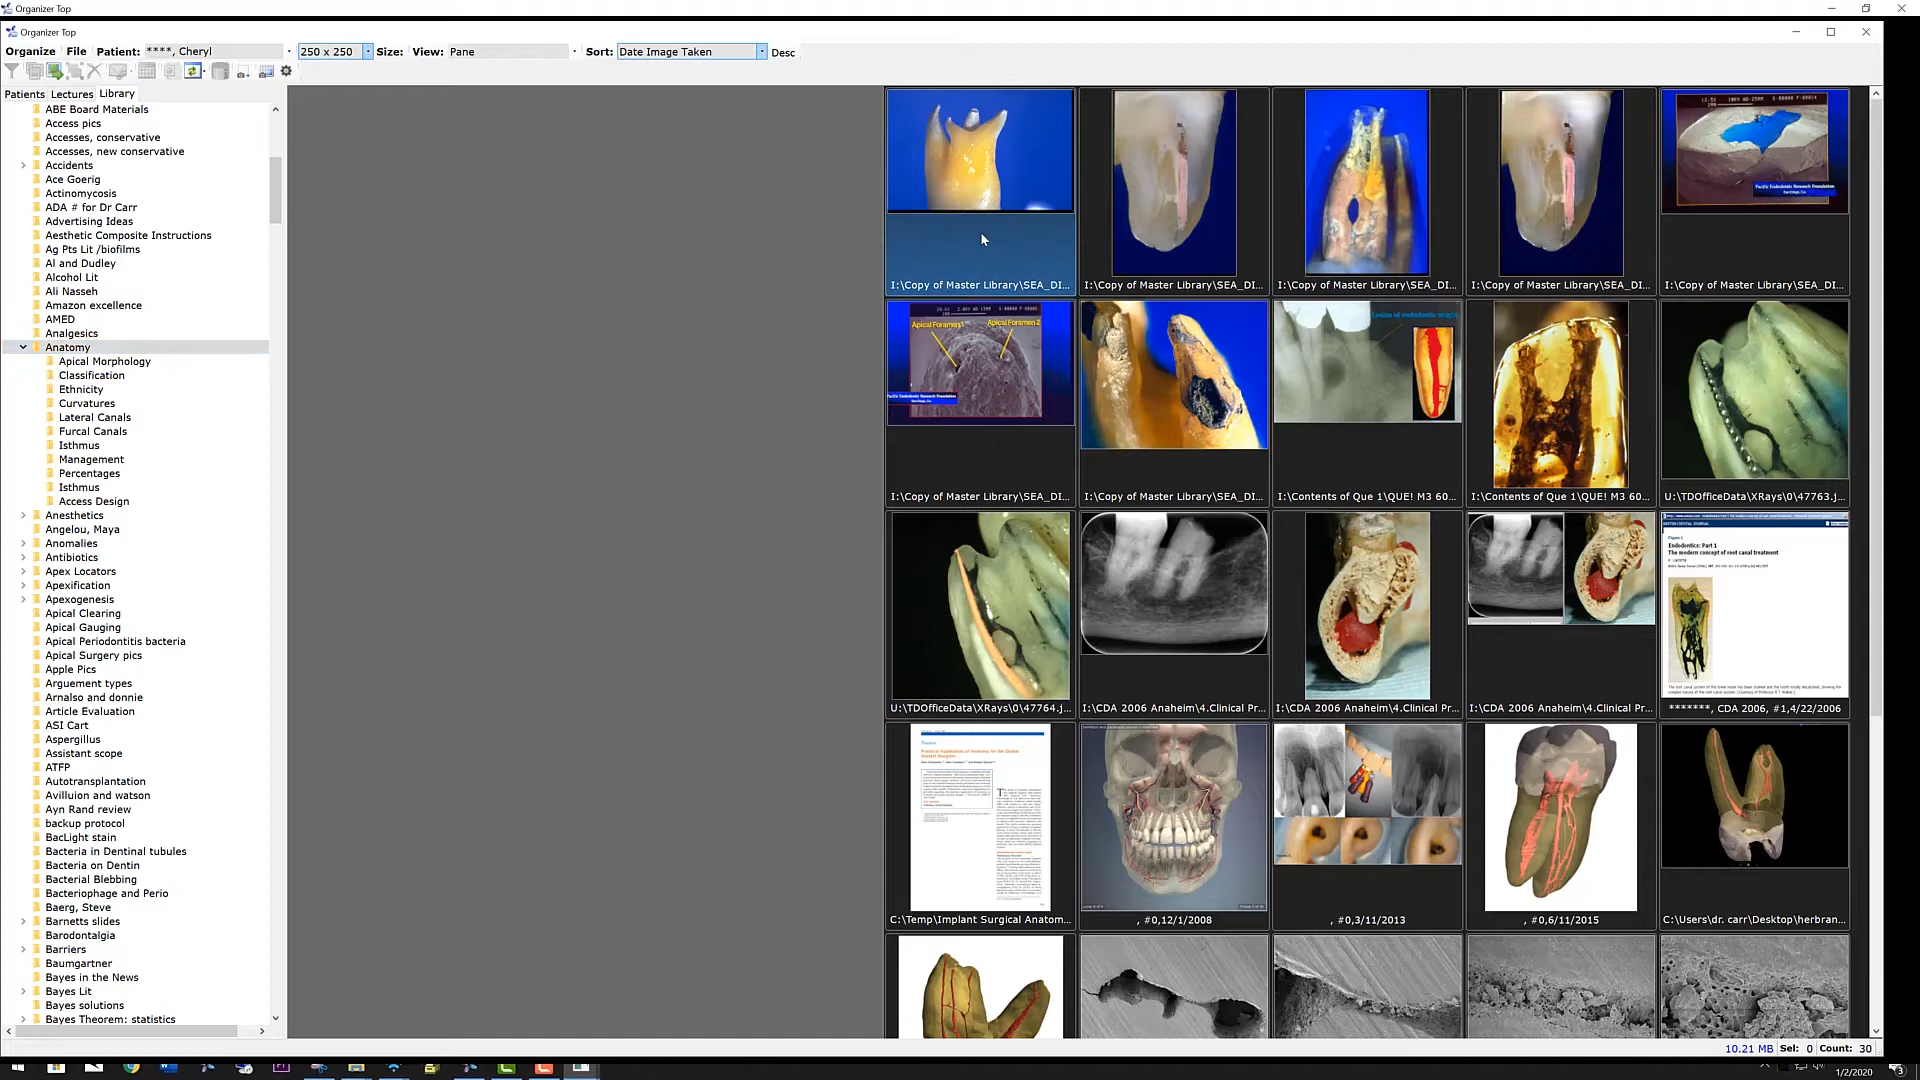 Organizer Top
Organizer Top
Organize File Patient: ****, Cheryl 250 x 250 Size: View: Pane Sort: Date Image Taken Desc
Patients Lectures Library
ABE Board Materials
Access pics
Accesses, conservative
Accesses, new conservative
Accidents
Ace Goerig
Actinomycosis
ADA # for Dr Carr
Advertising Ideas
Aesthetic Composite Instructions
Ag Pts Lit /biofilms
Al and Dudley
Alcohol Lit
Ali Nasseh
Amazon excellence
AMED
Analgesics
Anatomy
Apical Morphology
Classification
Ethnicity
Curvatures
Lateral Canals
Furcal Canals
Isthmus
Management
Percentages
Isthmus
Access Design
Anesthetics
Angelou, Maya
Anomalies
Antibiotics
Apex Locators
Apexification
Apexogenesis
Apical Clearing
Apical Gauging
Apical Periodontitis bacteria
Apical Surgery pics
Apple Pics
Arguement types
Arnalso and donnie
Article Evaluation
ASI Cart
Aspergillus
Assistant scope
ATFP
Autotransplantation
Avilluion and watson
Ayn Rand review
backup protocol
BacLight stain
Bacteria in Dentinal tubules
Bacteria on Dentin
Bacterial Blebbing
Bacteriophage and Perio
Baerg, Steve
Barnetts slides
Barodontalgia
Barriers
Baumgartner
Bayes in the News
Bayes Lit
Bayes solutions
Bayes Theorem: statistics
Pacific Endodontic Research Foundation
I:\Copy of Master Library\SEA_DI... I:\Copy of Master Library\SEA_DI... I:\Copy of Master Library\SEA_DI... I:\Copy of Master Library\SEA_DI... I:\Copy of Master Library\SEA_DI...
Apical Foramen 1 Apical Foramen 2
Pacific Endodontic Research Foundation
Lesion of endodontic origin
I:\Copy of Master Library\SEA_DI... I:\Copy of Master Library\SEA_DI... I:\Contents of Que 1\QUE! M3 60... I:\Contents of Que 1\QUE! M3 60... U:\TDOfficeData\XRays\0\47763.j...
Endodontics: Part 1
The modern concept of root canal treatment
U:\TDOfficeData\XRays\0\47764.j... I:\CDA 2006 Anaheim\4.Clinical Pr... I:\CDA 2006 Anaheim\4.Clinical Pr... I:\CDA 2006 Anaheim\4.Clinical Pr... *******, CDA 2006, #1,4/22/2006
C:\Temp\Implant Surgical Anatom... , #0,12/1/2008 , #0,3/11/2013 , #0,6/11/2015 C:\Users\dr. carr\Desktop\herbran...
10.21 MB Sel: 0 Count: 30
1/2/2020